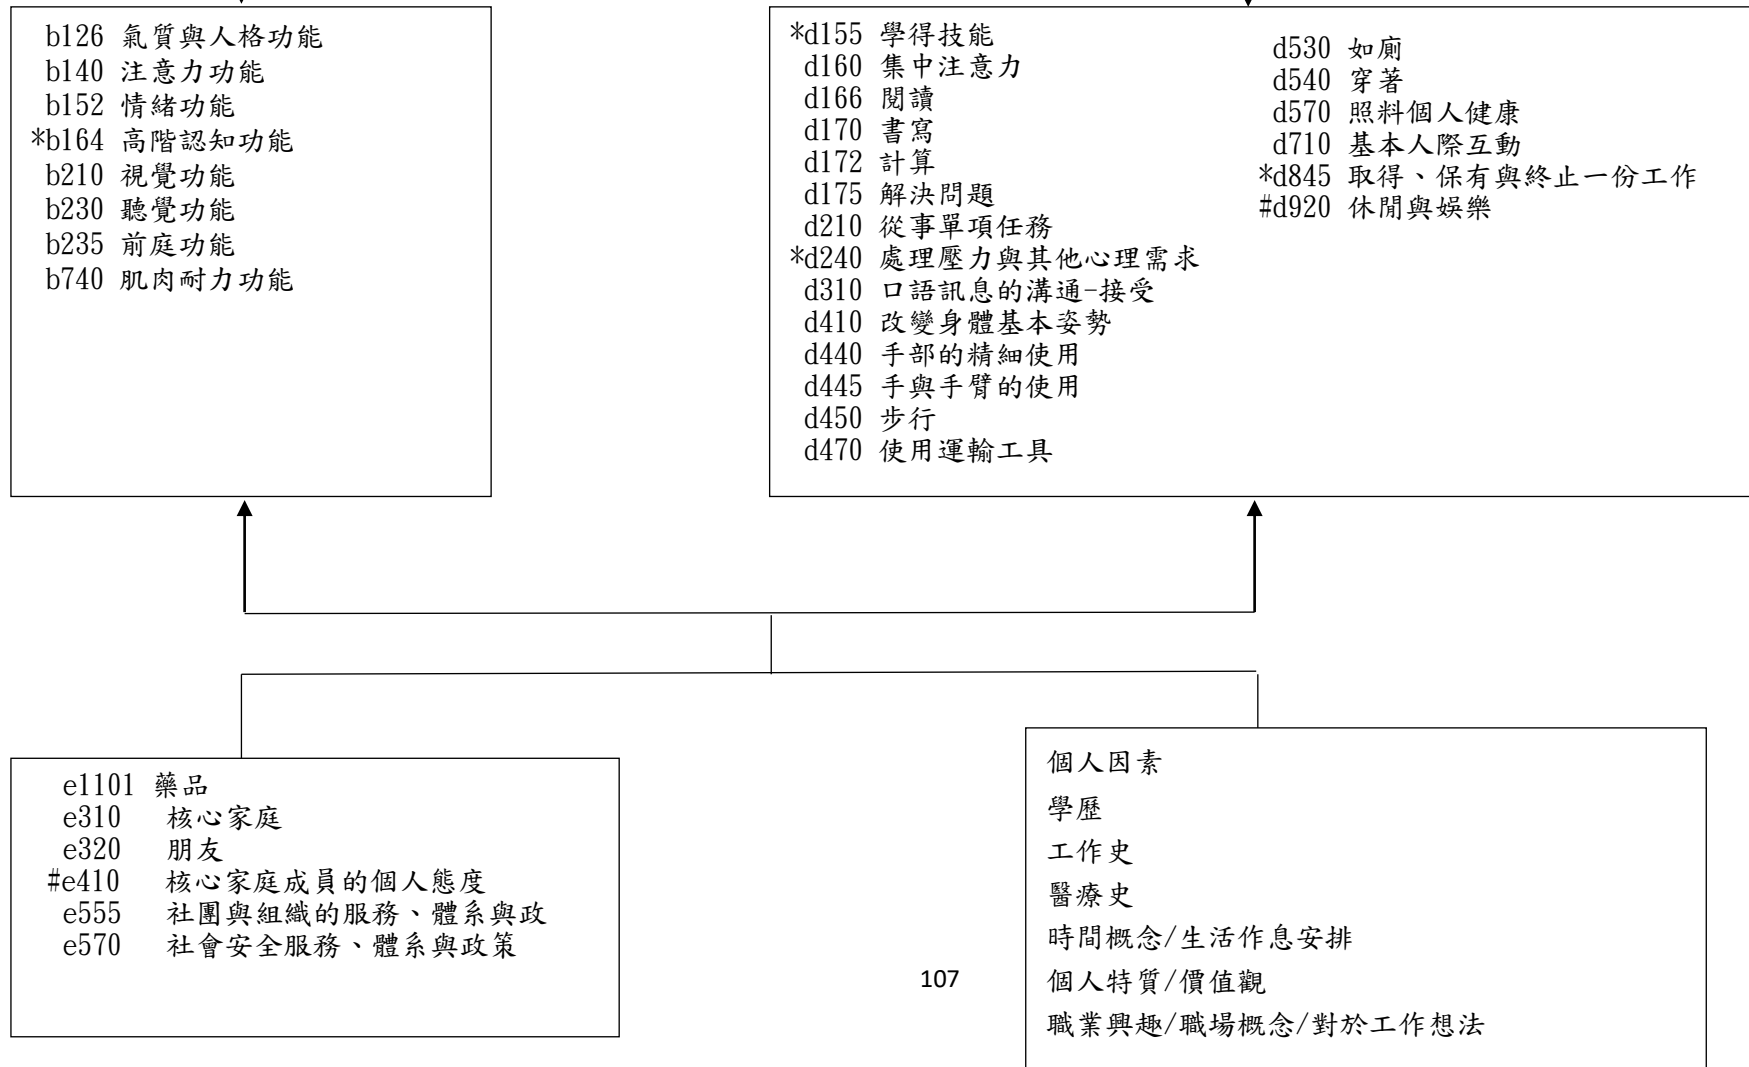 b126 氣質與人格功能
b140 注意力功能
b152 情緒功能
*b164 高階認知功能
b210 視覺功能
b230 聽覺功能
b235 前庭功能
b740 肌肉耐力功能
*d155 學得技能
d160 集中注意力
d166 閱讀
d170 書寫
d172 計算
d175 解決問題
d210 從事單項任務
*d240 處理壓力與其他心理需求
d310 口語訊息的溝通-接受
d410 改變身體基本姿勢
d440 手部的精細使用
d445 手與手臂的使用
d450 步行
d470 使用運輸工具
d530 如廁
d540 穿著
d570 照料個人健康
d710 基本人際互動
*d845 取得、保有與終止一份工作
#d920 休閒與娛樂
e1101 藥品
e310 核心家庭
e320 朋友
#e410 核心家庭成員的個人態度
e555 社團與組織的服務、體系與政
e570 社會安全服務、體系與政策
個人因素
學歷
工作史
醫療史
時間概念/生活作息安排
個人特質/價值觀
職業興趣/職場概念/對於工作想法
107